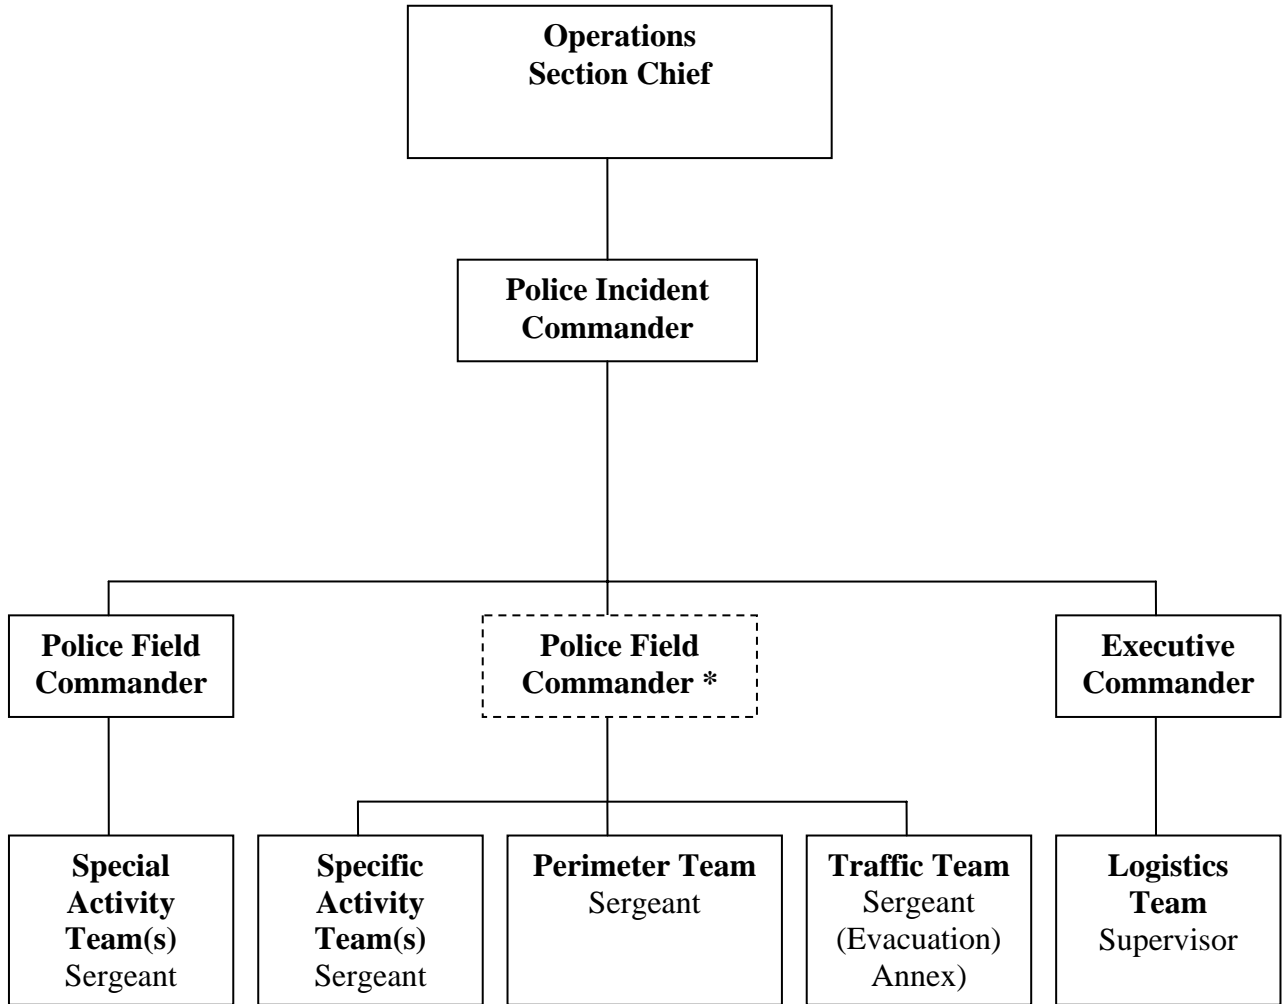 Operations
Section Chief
Police Incident
Commander
Police Field
Commander
Police Field
Commander *
Executive
Commander
Special
Activity
Team(s)
Sergeant
Specific
Activity
Team(s)
Sergeant
Perimeter Team
Sergeant
Traffic Team
Sergeant
(Evacuation)
Annex)
Logistics
Team
Supervisor